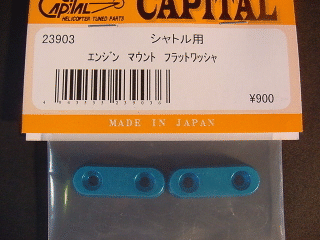 CAPITAL
CAPITAL
HELICOPTER TUNED PARTS
23903 シャトル用
エンジン マウント フラットワッシャ
¥900
MADE IN JAPAN